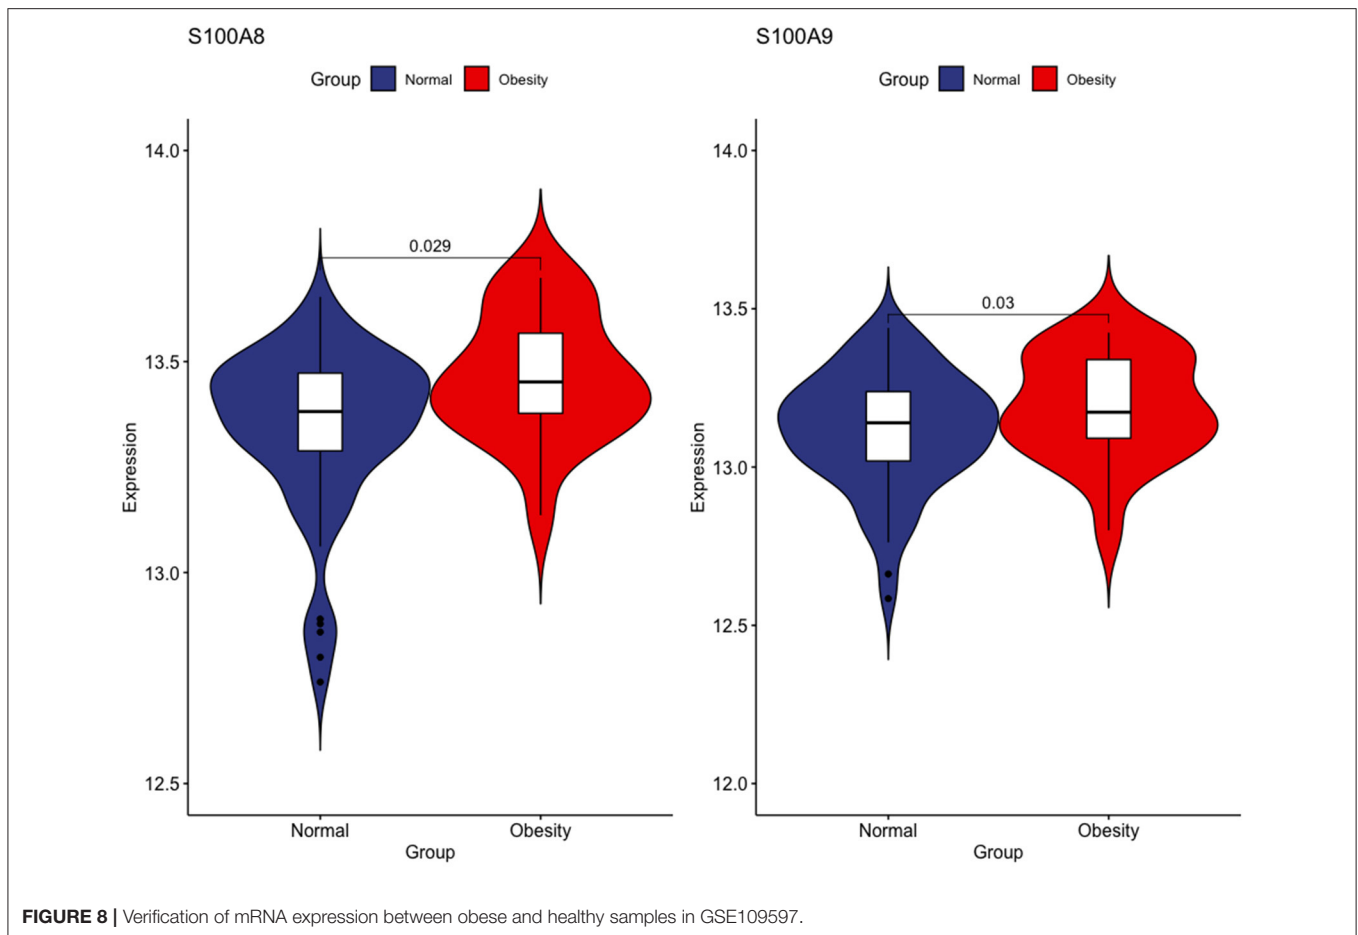 S100A8
Group Normal Obesity
14.0
13.5
13.0
12.5
Expression
0.029
Normal Obesity
Group
S100A9
Group Normal Obesity
14.0
13.5
13.0
12.5
12.0
Expression
0.03
Normal Obesity
Group
FIGURE 8 | Verification of mRNA expression between obese and healthy samples in GSE109597.